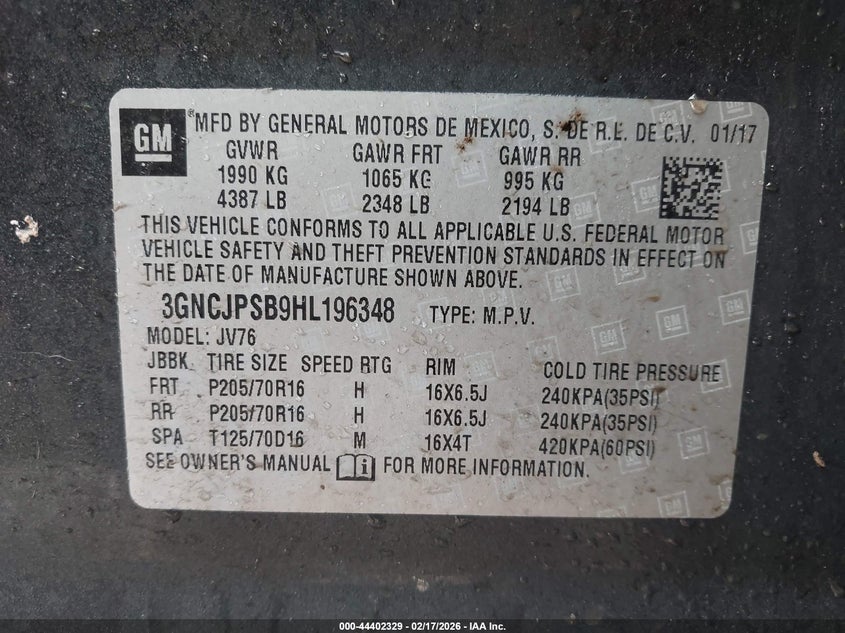 GM ® MFD BY GENERAL MOTORS DE MEXICO, S. DE R.L. DE C.V. 01/17
GVWR GAWR FRT GAWR RR
1990 KG 1065 KG 995 KG
4387 LB 2348 LB 2194 LB
THIS VEHICLE CONFORMS TO ALL APPLICABLE U.S. FEDERAL MOTOR
VEHICLE SAFETY AND THEFT PREVENTION STANDARDS IN EFFECT ON
THE DATE OF MANUFACTURE SHOWN ABOVE.
3GNCJPSB9HL196348 TYPE: M.P.V.
MODEL: JV76
JBBK TIRE SIZE SPEED RTG RIM COLD TIRE PRESSURE
FRT P205/70R16 H 16X6.5J 240KPA(35PSI)
RR P205/70R16 H 16X6.5J 240KPA(35PSI)
SPA T125/70D16 M 16X4T 420KPA(60PSI)
SEE OWNER'S MANUAL i FOR MORE INFORMATION.
000-44402329 - 02/17/2026 - IAA Inc.